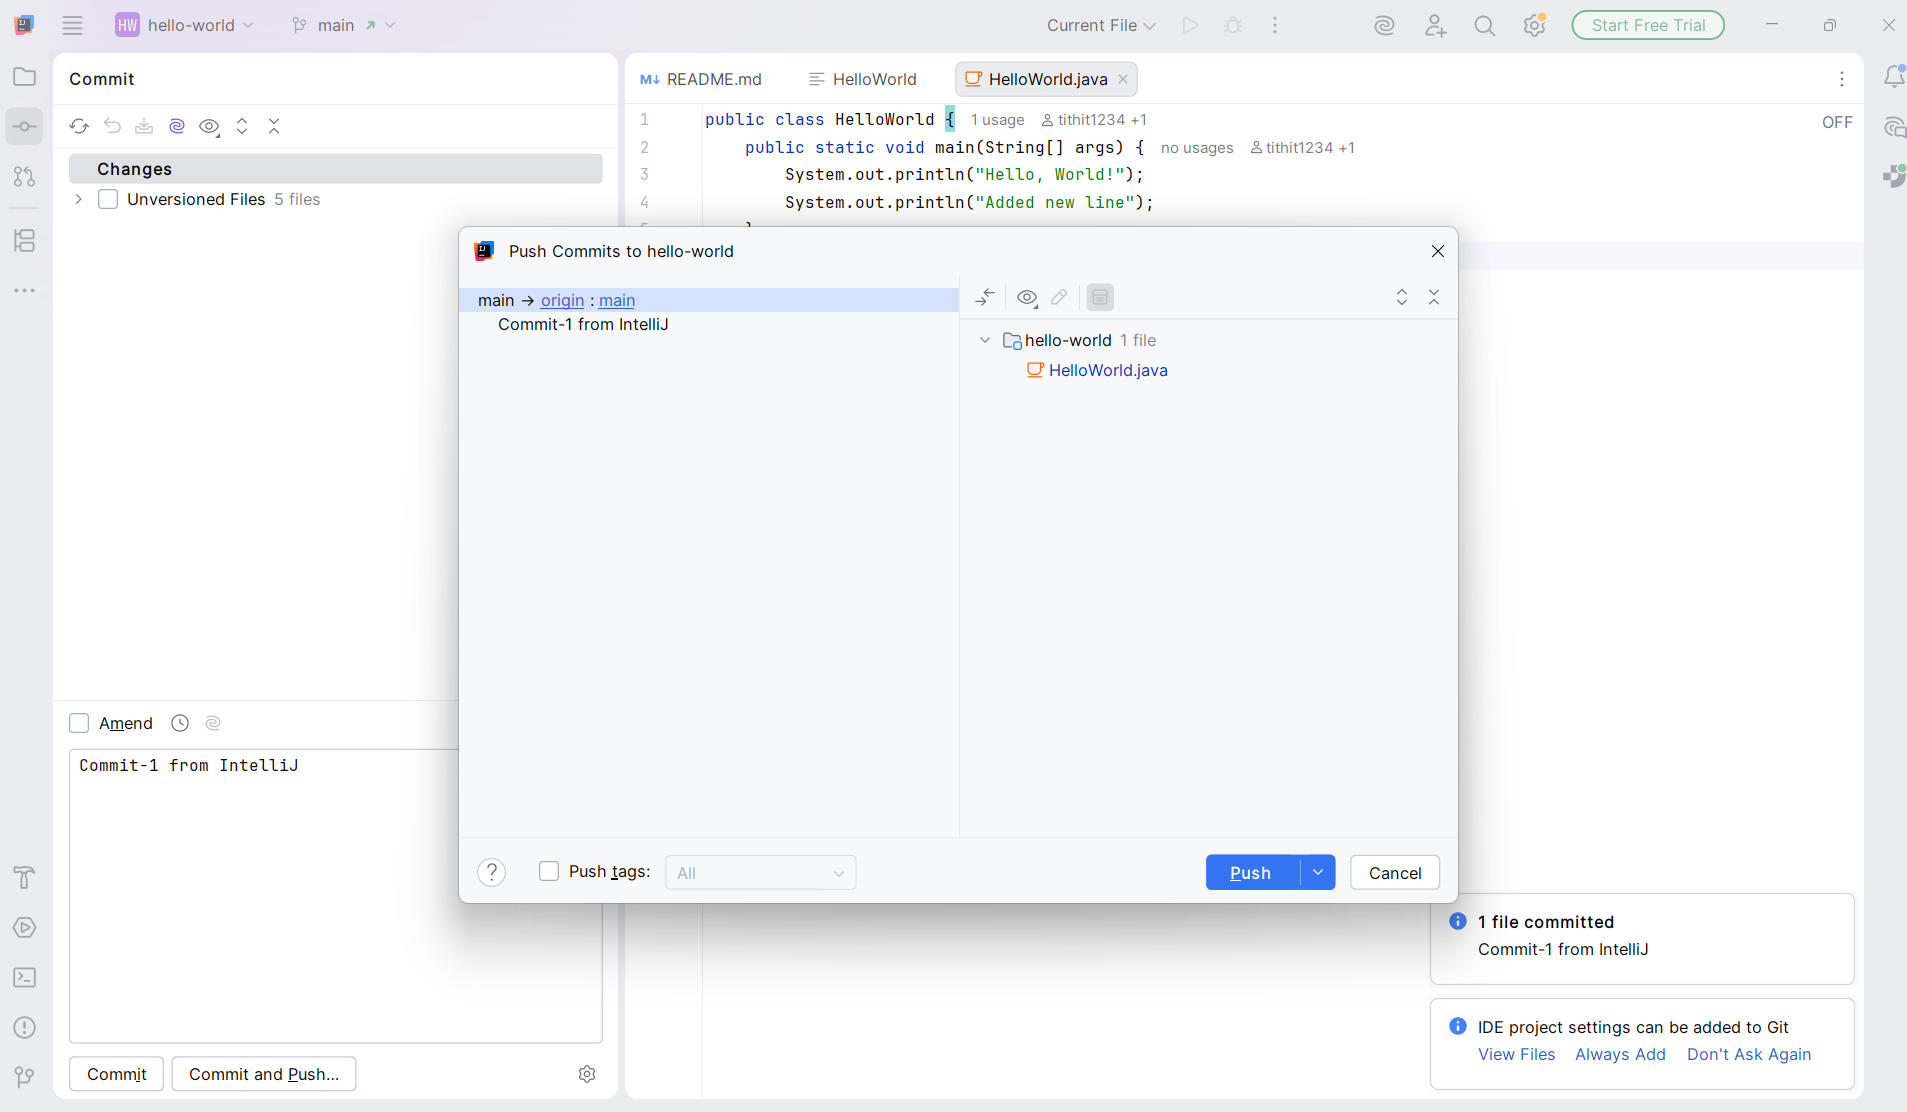 HW hello-world
main
Current File
Start Free Trial
Commit
Changes
Unversioned Files 5 files
Amend
Commit-1 from IntelliJ
Commit
Commit and Push...
README.md
HelloWorld
HelloWorld.java
OFF
1 public class HelloWorld { 1 usage tithit1234 +1
2 public static void main(String[] args) { no usages tithit1234 +1
3 System.out.println("Hello, World!");
4 System.out.println("Added new line");
Push Commits to hello-world
main → origin : main
Commit-1 from IntelliJ
hello-world 1 file
HelloWorld.java
? Push tags: All
Push
Cancel
1 file committed
Commit-1 from IntelliJ
IDE project settings can be added to Git
View Files Always Add Don't Ask Again